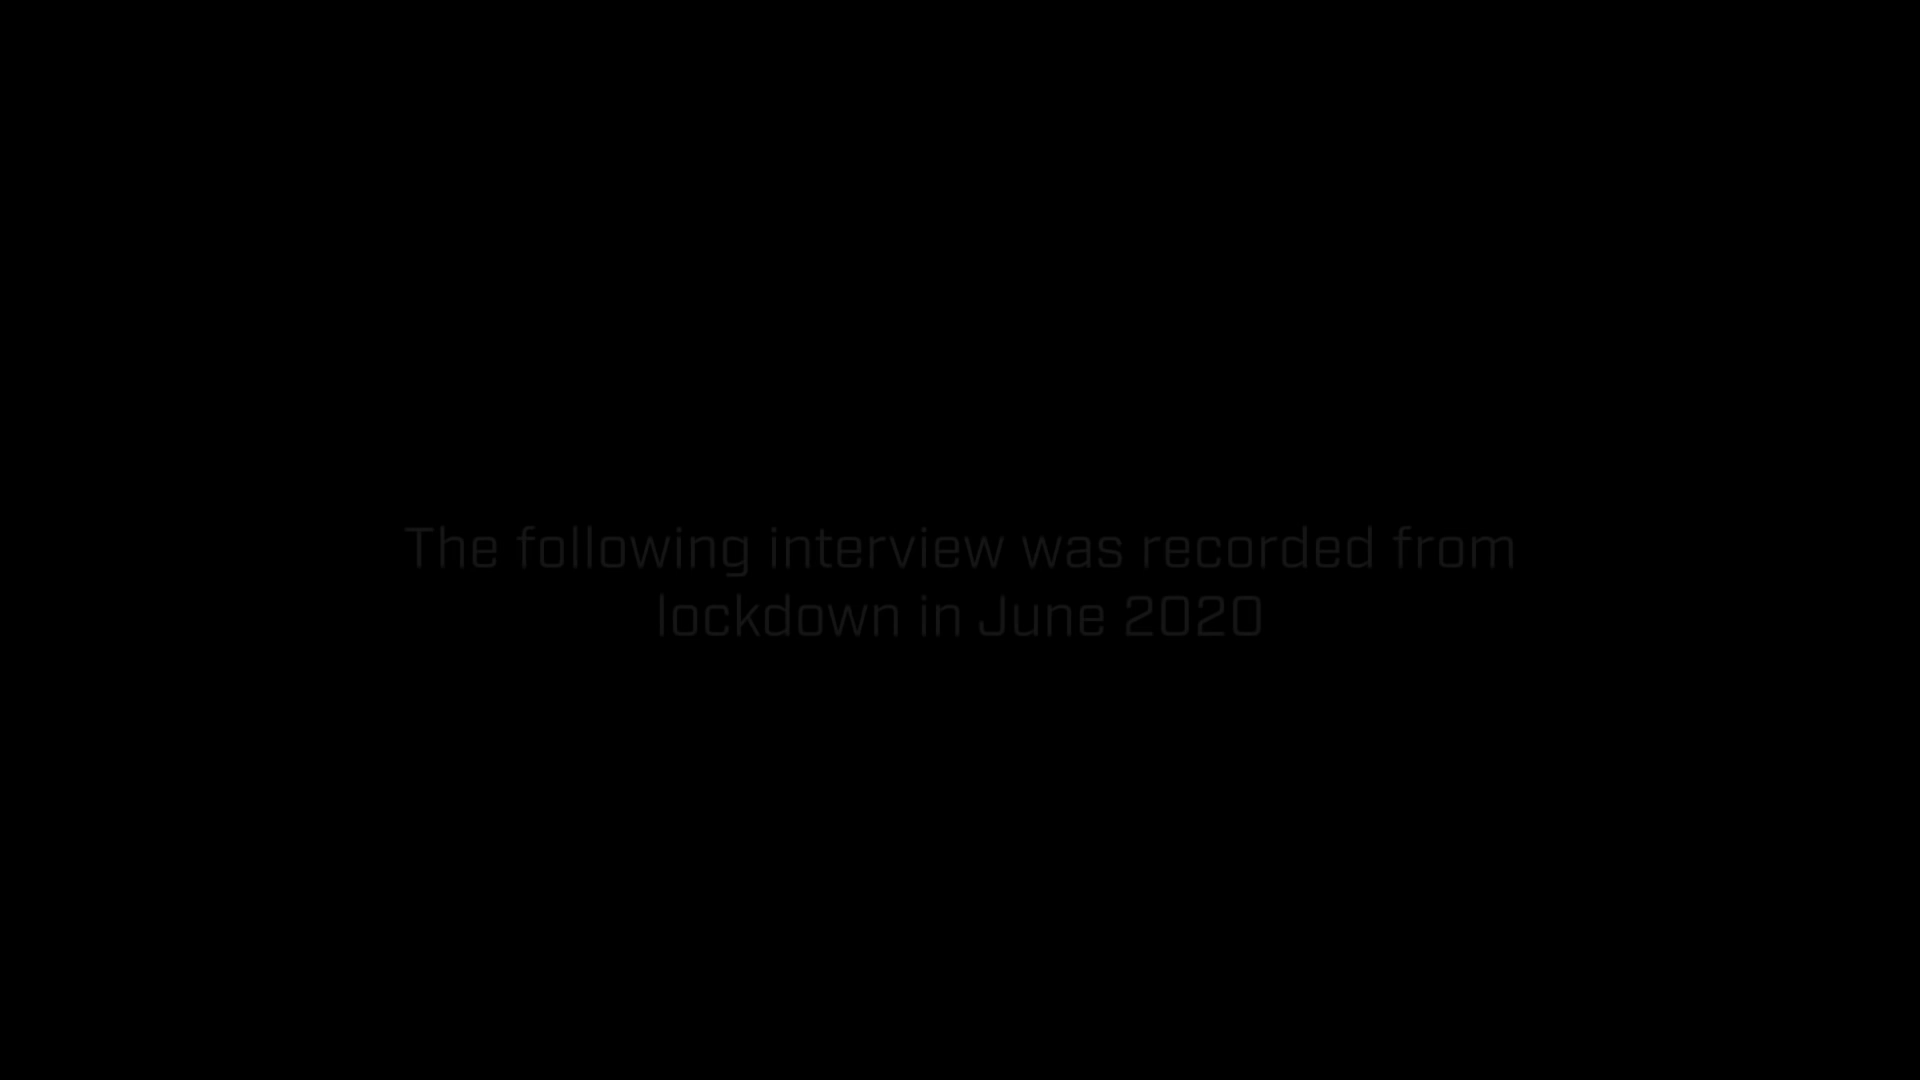 The following interview was recorded from
lockdown in June 2020